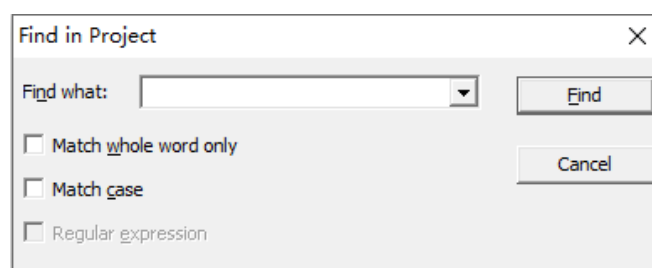 Find in Project
Find what:
Find
Match whole word only
Cancel
Match case
Regular expression